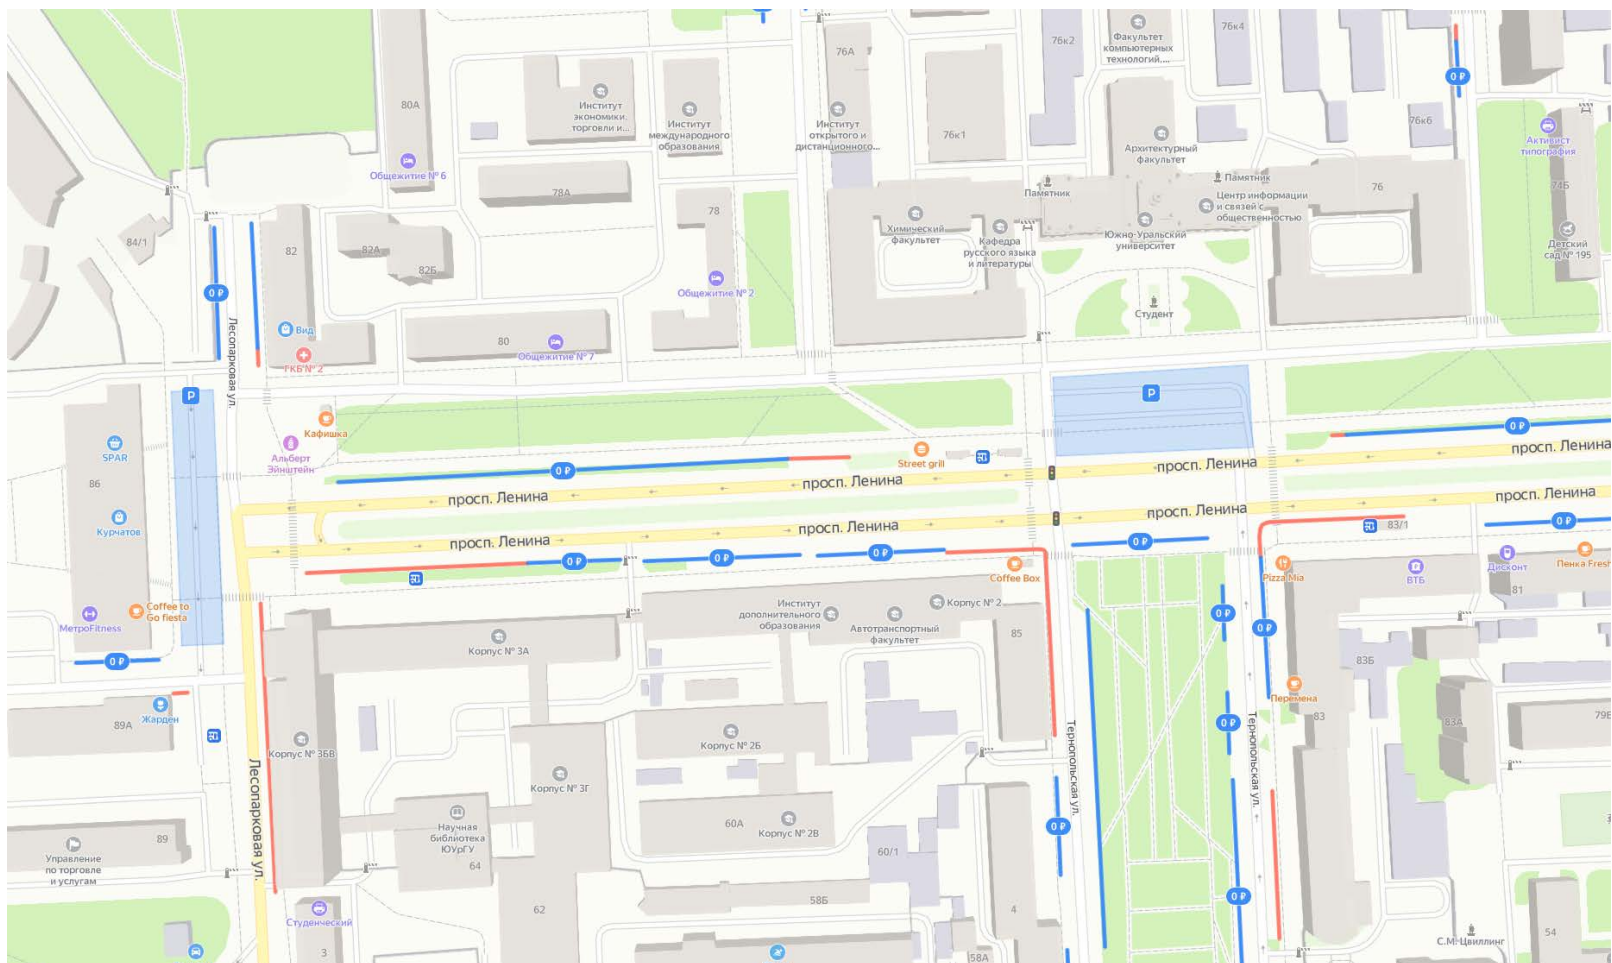 76А
76к2
Факультет
компьютерных
технологий....
76к4
0 ₽
80А
Институт
экономики,
торговли и...
Институт
международного
образования
Институт
открытого и
дистанционного...
76к1
Архитектурный
факультет
76к6
Активист
типография
Общежитие № 6
78А
78
Памятник
Памятник
76
74Б
Центр информации
и связей с
общественностью
84/1
82
82А
82Б
Химический
факультет
Кафедра
русского языка
и литературы
Южно-Уральский
университет
Детский
сад № 195
0 ₽
Общежитие № 2
Студент
Вид
80
Общежитие № 7
ГКБ № 2
Лесопарковая ул.
P
P
Кафишка
SPAR
Альберт
Эйнштейн
0 ₽
Street grill
0 ₽
просп. Ленина
просп. Ленина
просп. Ленина
просп. Ленина
86
Курчатов
просп. Ленина
просп. Ленина
просп. Ленина
просп. Ленина
83/1
0 ₽
0 ₽
0 ₽
0 ₽
0 ₽
Coffee Box
Pizza Mia
ВТБ
Дисконт
Пенка Fresh
81
МетроFitness
Coffee to
Go fiesta
Институт
дополнительного
образования
Корпус № 2
Автотранспортный
факультет
85
0 ₽
0 ₽
Корпус № 3А
83Б
0 ₽
Перемена
89А
Жарден
83
83А
79В
0 ₽
Корпус № 3БВ
Корпус № 2Б
Тернопольская ул.
Тернопольская ул.
Корпус № 3Г
Лесопарковая ул.
Научная
библиотека
ЮУрГУ
64
60А
Корпус № 2В
0 ₽
89
Управление
по торговле
и услугам
60/1
62
58Б
4
0 ₽
Студенческий
3
58А
54
С.М. Цвиллинг